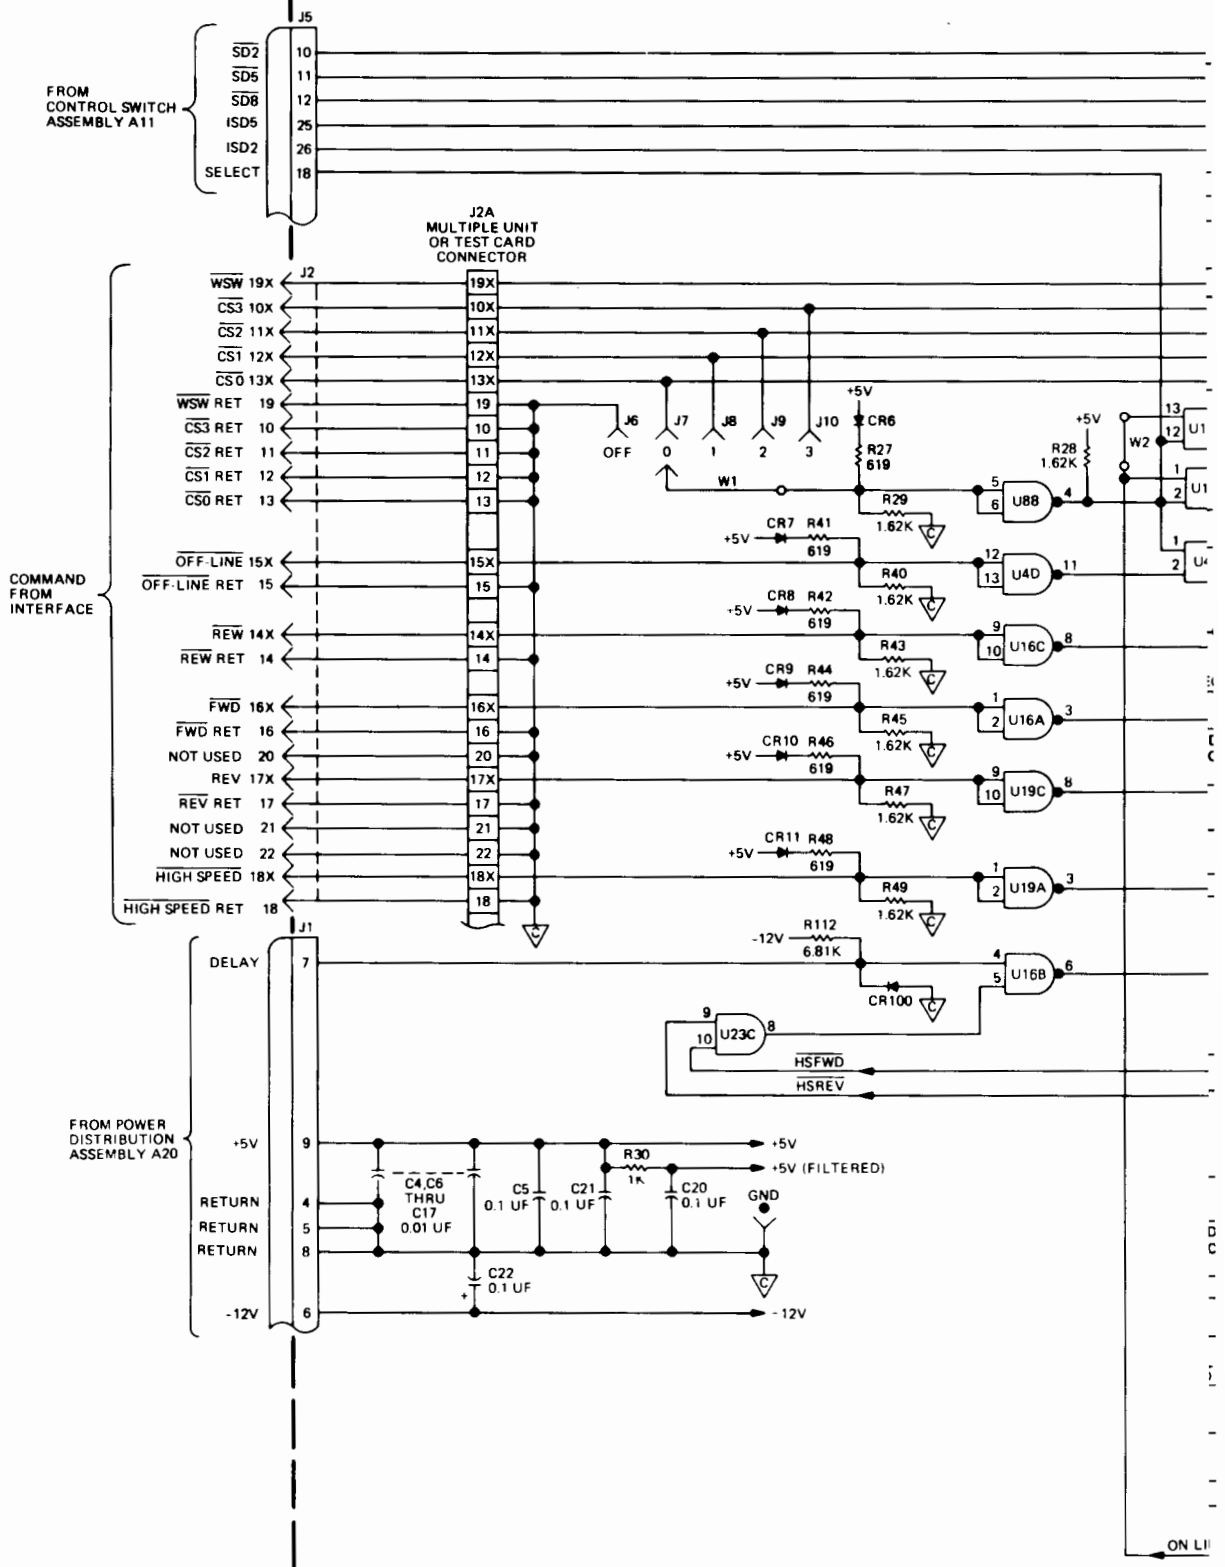 J5
FROM
CONTROL SWITCH
ASSEMBLY A11
SD2 10
SD5 11
SD8 12
ISD5 25
ISD2 26
SELECT 18
J2A
MULTIPLE UNIT
OR TEST CARD
CONNECTOR
J2
COMMAND
FROM
INTERFACE
WSW 19X 19X
CS3 10X 10X
CS2 11X 11X
CS1 12X 12X
CS0 13X 13X
WSW RET 19 19
CS3 RET 10 10
CS2 RET 11 11
CS1 RET 12 12
CS0 RET 13 13
OFF-LINE 15X 15X
OFF-LINE RET 15 15
REW 14X 14X
REW RET 14 14
FWD 16X 16X
FWD RET 16 16
NOT USED 20 20
REV 17X 17X
REV RET 17 17
NOT USED 21 21
NOT USED 22 22
HIGH SPEED 18X 18X
HIGH SPEED RET 18 18
C
J6 J7 J8 J9 J10
OFF 0 1 2 3
W1
+5V
CR6
R27
619
R29
1.62K
C
5
6
U8B
4
+5V
R28
1.62K
W2
13
12
1
2
1
2
+5V
CR7 R41
619
R40
1.62K
C
12
13
U4D
11
+5V
CR8 R42
619
R43
1.62K
C
9
10
U16C
8
+5V
CR9 R44
619
R45
1.62K
C
1
2
U16A
3
+5V
CR10 R46
619
R47
1.62K
C
9
10
U19C
8
+5V
CR11 R48
619
R49
1.62K
C
1
2
U19A
3
J1
DELAY 7
-12V
R112
6.81K
CR100
C
4
5
U16B
6
9
10
U23C
8
HSFWD
HSREV
FROM POWER
DISTRIBUTION
ASSEMBLY A20
+5V 9
RETURN 4
RETURN 5
RETURN 8
-12V 6
C4,C6
THRU
C17
0.01 UF
C5
0.1 UF
C21
0.1 UF
R30
1K
C20
0.1 UF
+5V
+5V (FILTERED)
GND
C
C22
0.1 UF
+
-12V